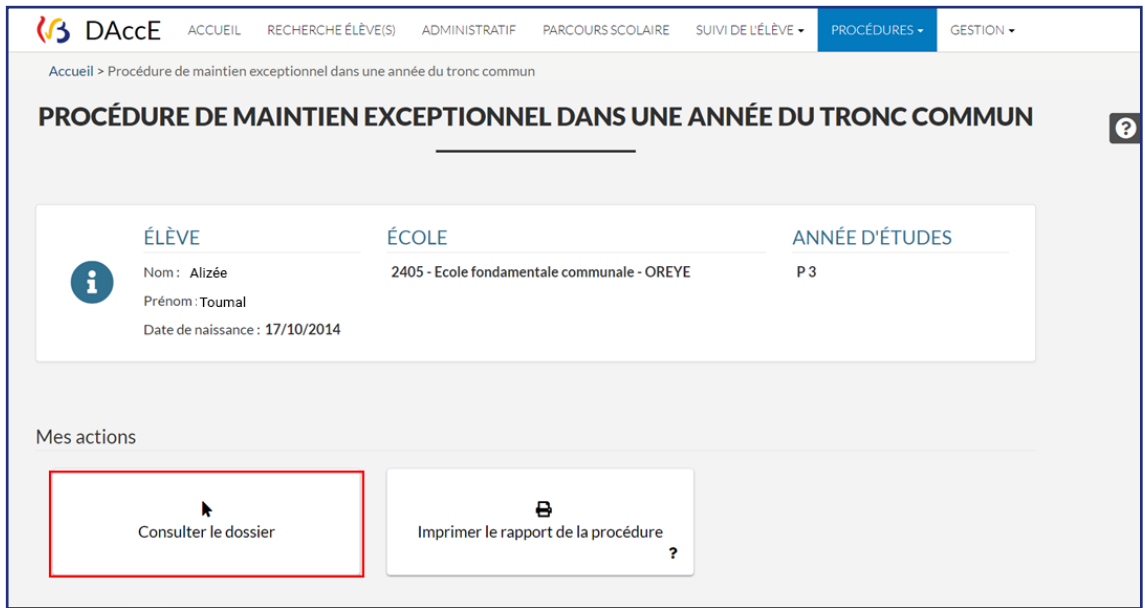 DAccE ACCUEIL RECHERCHE ÉLÈVE(S) ADMINISTRATIF PARCOURS SCOLAIRE SUIVI DE L'ÉLÈVE PROCÉDURES GESTION
Accueil > Procédure de maintien exceptionnel dans une année du tronc commun
PROCÉDURE DE MAINTIEN EXCEPTIONNEL DANS UNE ANNÉE DU TRONC COMMUN
?
ÉLÈVE ÉCOLE ANNÉE D'ÉTUDES
Nom : Alizée 2405 - Ecole fondamentale communale - OREYE P 3
Prénom : Toumal
Date de naissance : 17/10/2014
Mes actions
Consulter le dossier Imprimer le rapport de la procédure
?